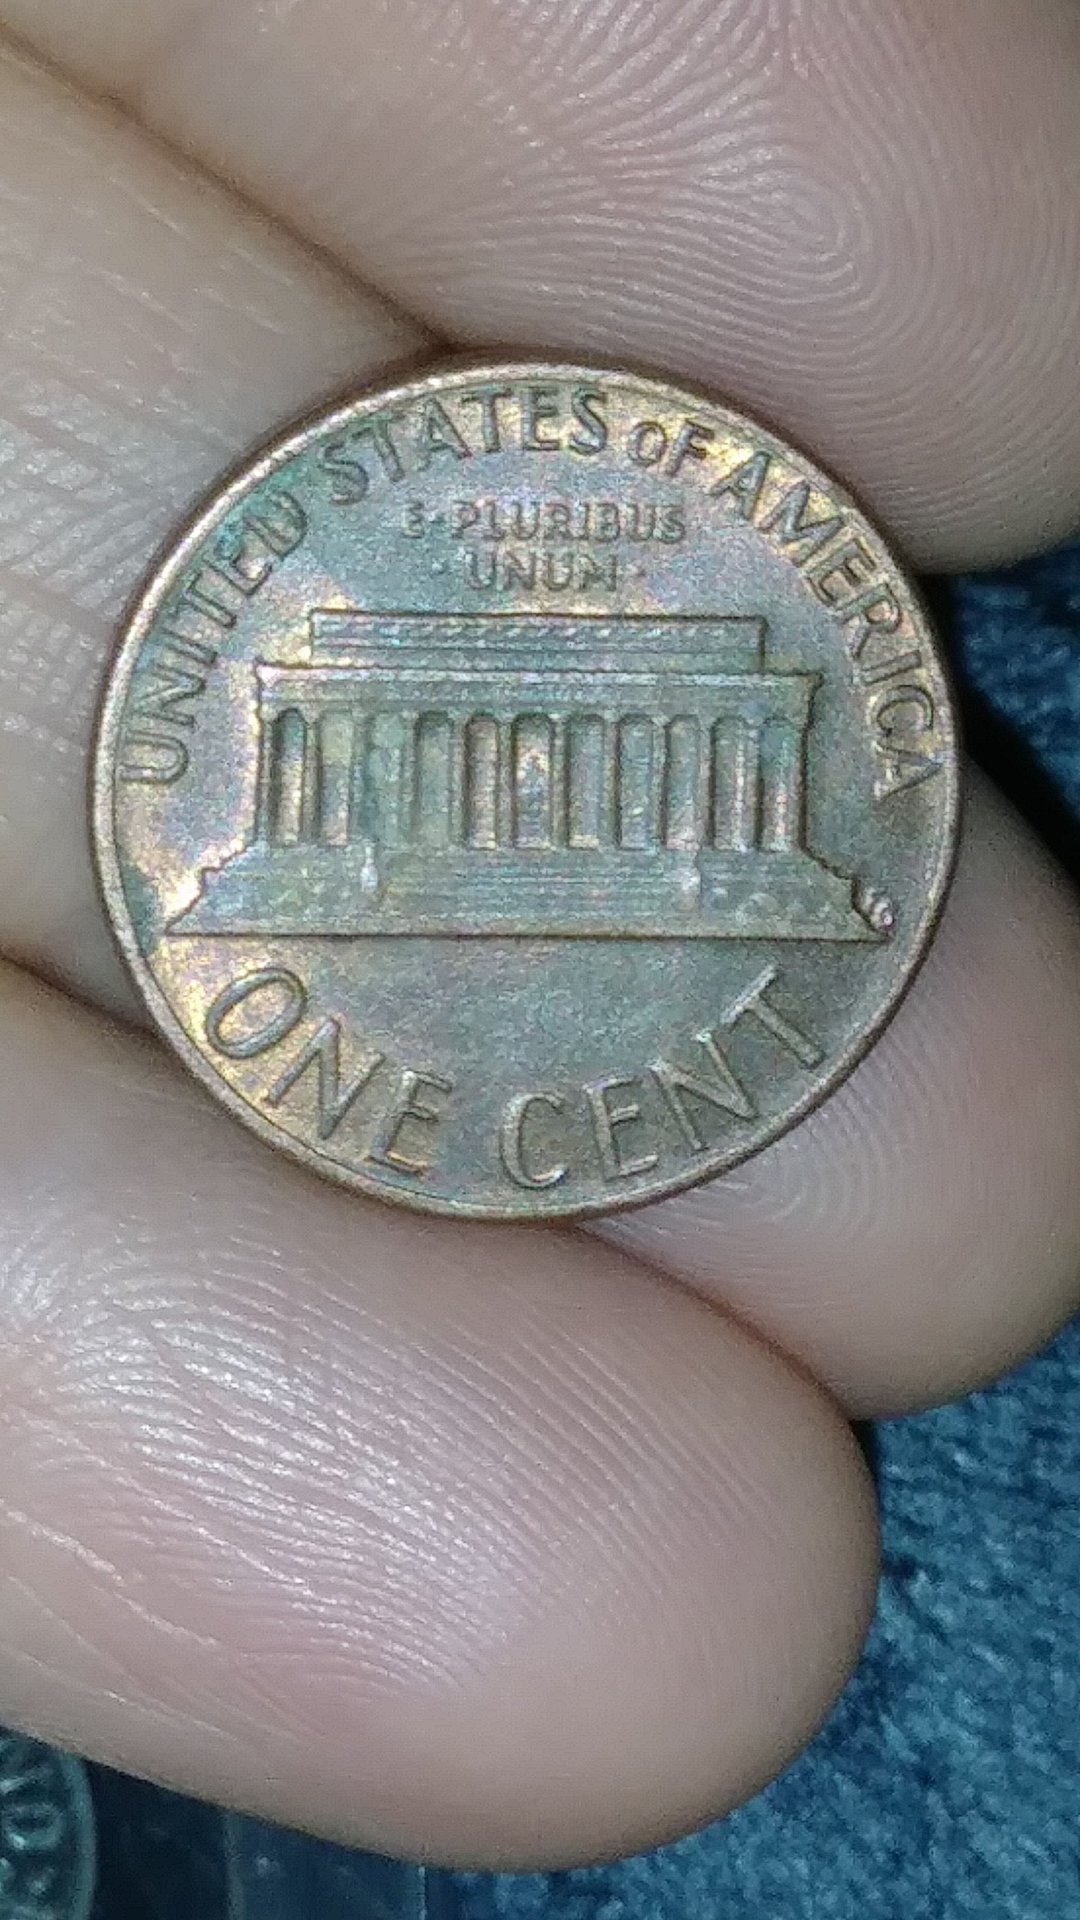 UNITED STATES OF AMERICA
E·PLURIBUS
·UNUM·
ONE CENT